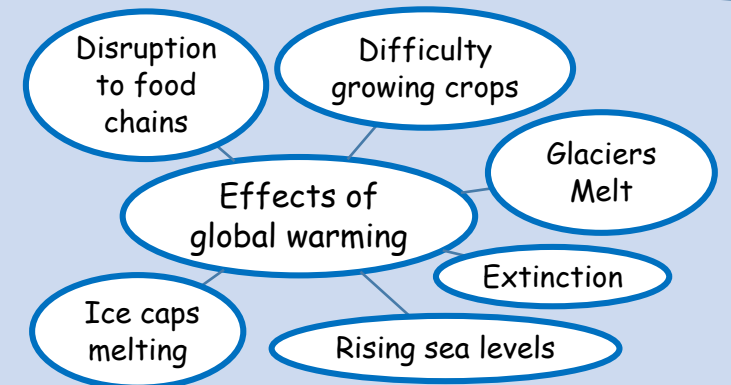 Disruption
to food
chains
Difficulty
growing crops
Glaciers
Melt
Effects of
global warming
Extinction
Ice caps
melting
Rising sea levels